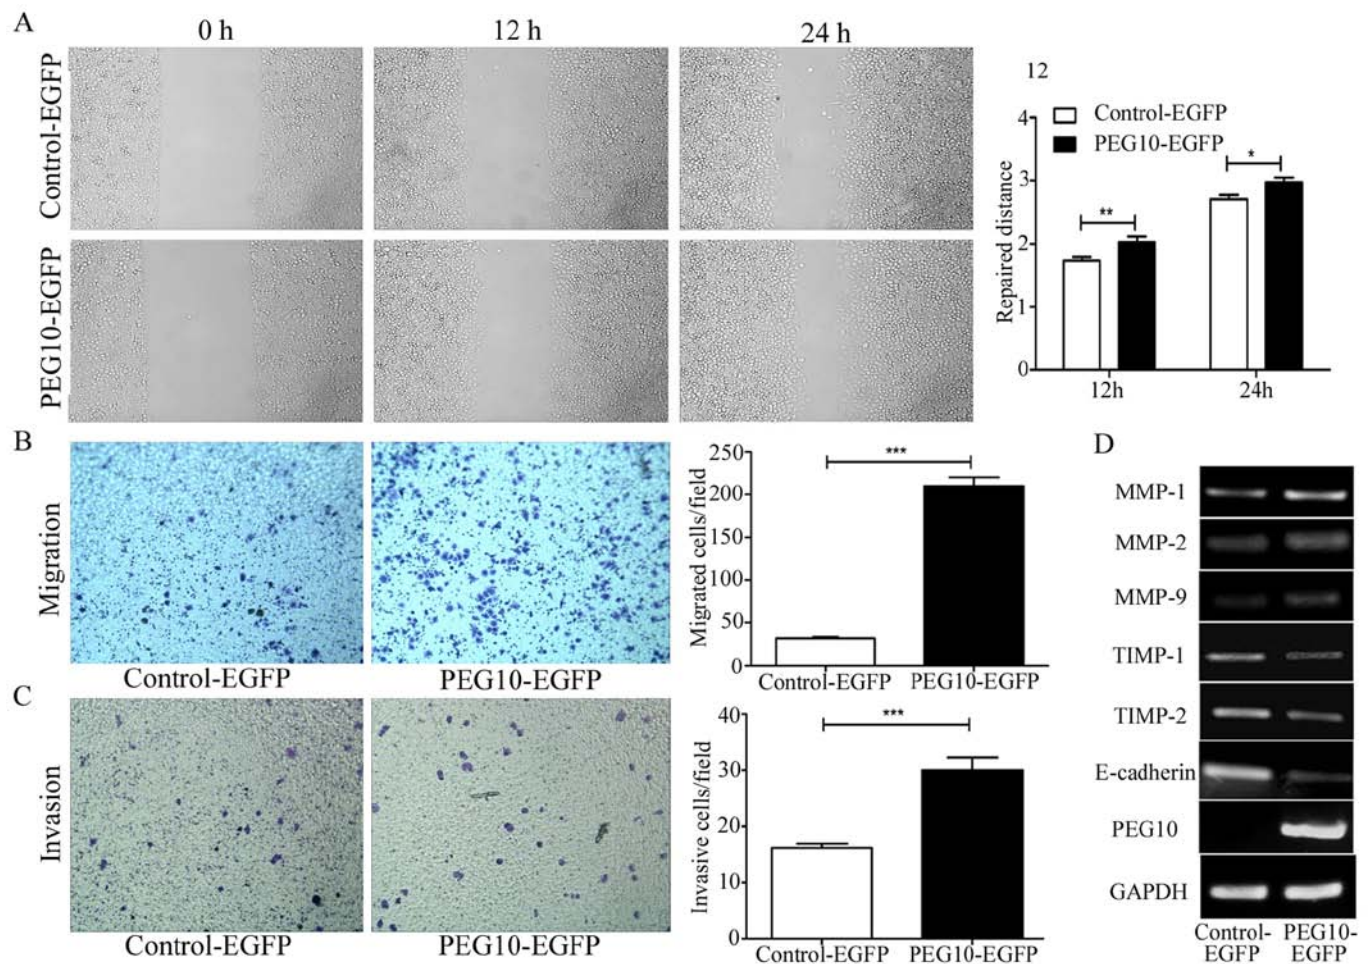 A
0 h
12 h
24 h
Control-EGFP
PEG10-EGFP
12
Control-EGFP
PEG10-EGFP
Repaired distance
4
3
2
1
0
**
*
12h
24h
B
Migration
Control-EGFP
PEG10-EGFP
Migrated cells/field
250
200
150
100
50
0
***
Control-EGFP
PEG10-EGFP
C
Invasion
Control-EGFP
PEG10-EGFP
Invasive cells/field
40
30
20
10
0
***
Control-EGFP
PEG10-EGFP
D
MMP-1
MMP-2
MMP-9
TIMP-1
TIMP-2
E-cadherin
PEG10
GAPDH
Control-
EGFP
PEG10-
EGFP